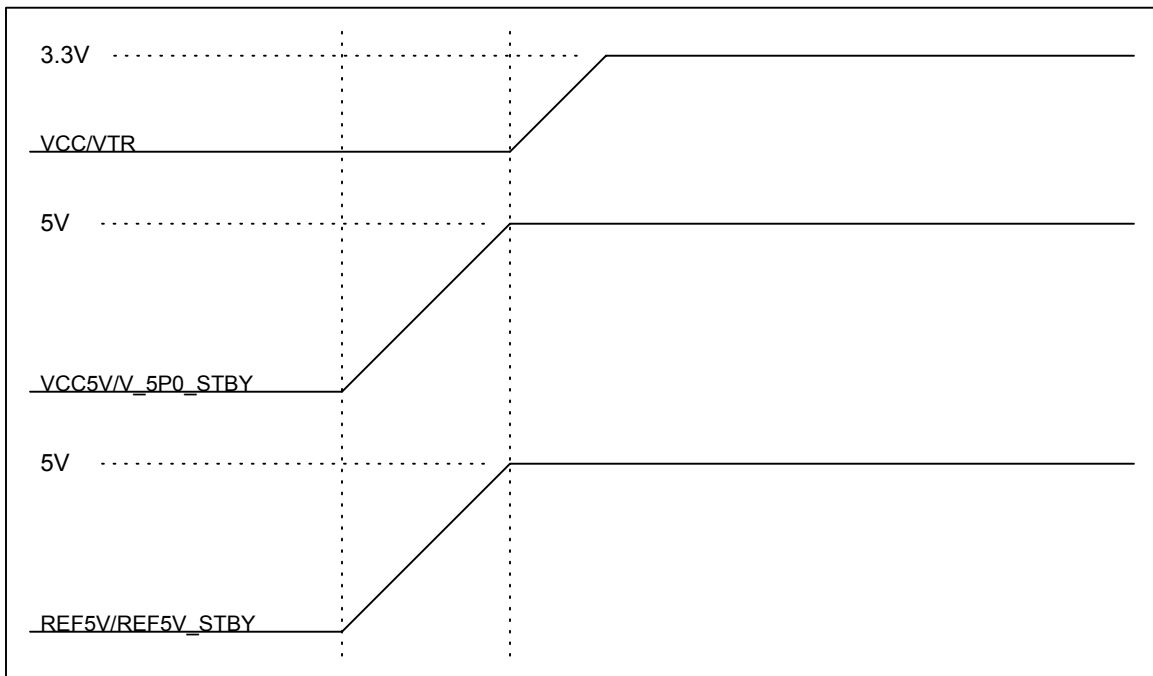 3.3V
VCC/VTR
5V
VCC5V/V_5P0_STBY
5V
REF5V/REF5V_STBY